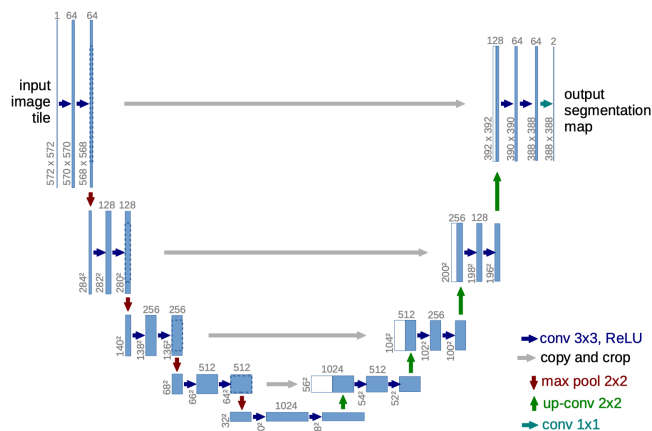 1 64 64
input
image
tile
572 x 572
570 x 570
568 x 568
128 64 64 2
output
segmentation
map
392 x 392
390 x 390
388 x 388
388 x 388
128 128
284²
282²
280²
256 128
200²
198²
196²
256 256
140²
138²
136²
512 256
104²
102²
100²
512 512
68²
66²
64²
1024 512
56²
54²
52²
1024
32²
0²
8²
conv 3x3, ReLU
copy and crop
max pool 2x2
up-conv 2x2
conv 1x1